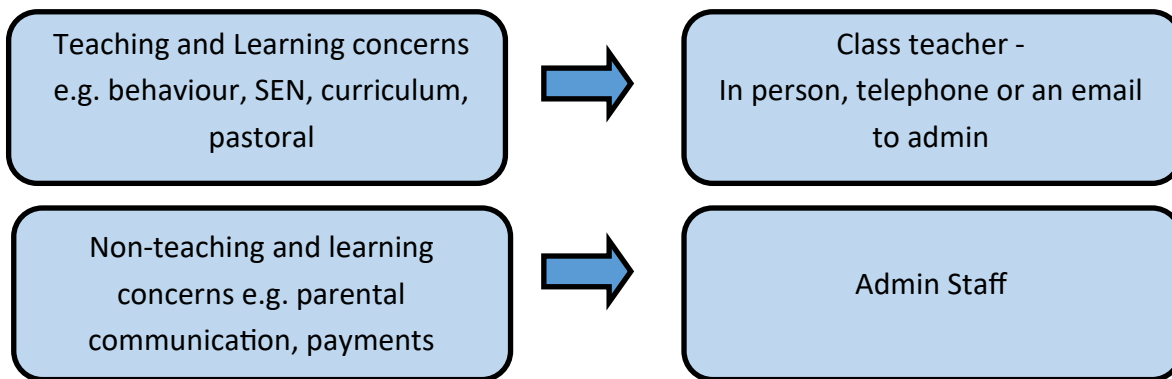 Teaching and Learning concerns
e.g. behaviour, SEN, curriculum,
pastoral
Class teacher -
In person, telephone or an email
to admin
Non-teaching and learning
concerns e.g. parental
communication, payments
Admin Staff